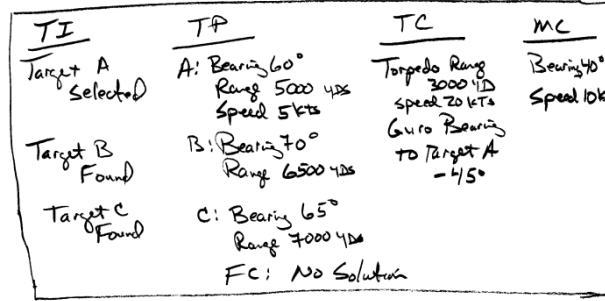 TI
Target A
Selected
Target B
Found
Target C
Found
TP
A: Bearing 60°
Range 5000 YDS
Speed 5 kts
B: Bearing 70°
Range 6500 YDS
C: Bearing 65°
Range 7000 YDS
FC: No Solution
TC
Torpedo Range
3000 YD
Speed 20 KTS
Guro Bearing
to Target A
-45°
MC
Bearing 40°
Speed 10k